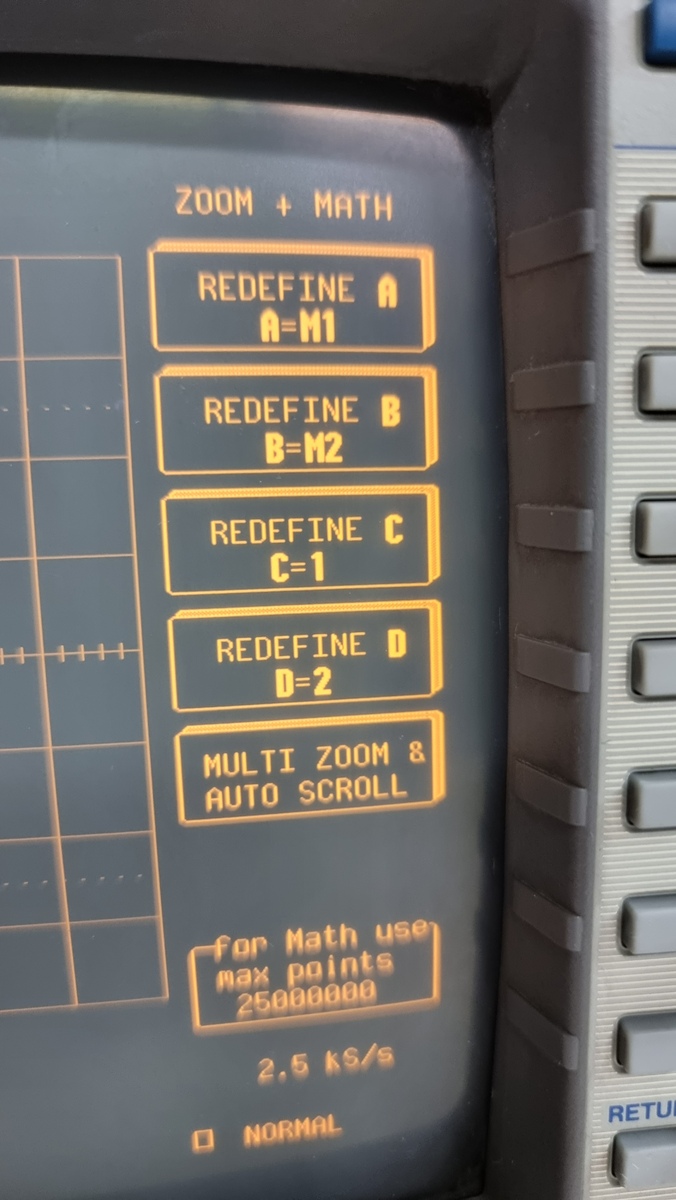 ZOOM + MATH
REDEFINE A
A=M1
REDEFINE B
B=M2
REDEFINE C
C=1
REDEFINE D
D=2
MULTI ZOOM &
AUTO SCROLL
for Math use
max points
25000000
2.5 kS/s
□ NORMAL
RETU